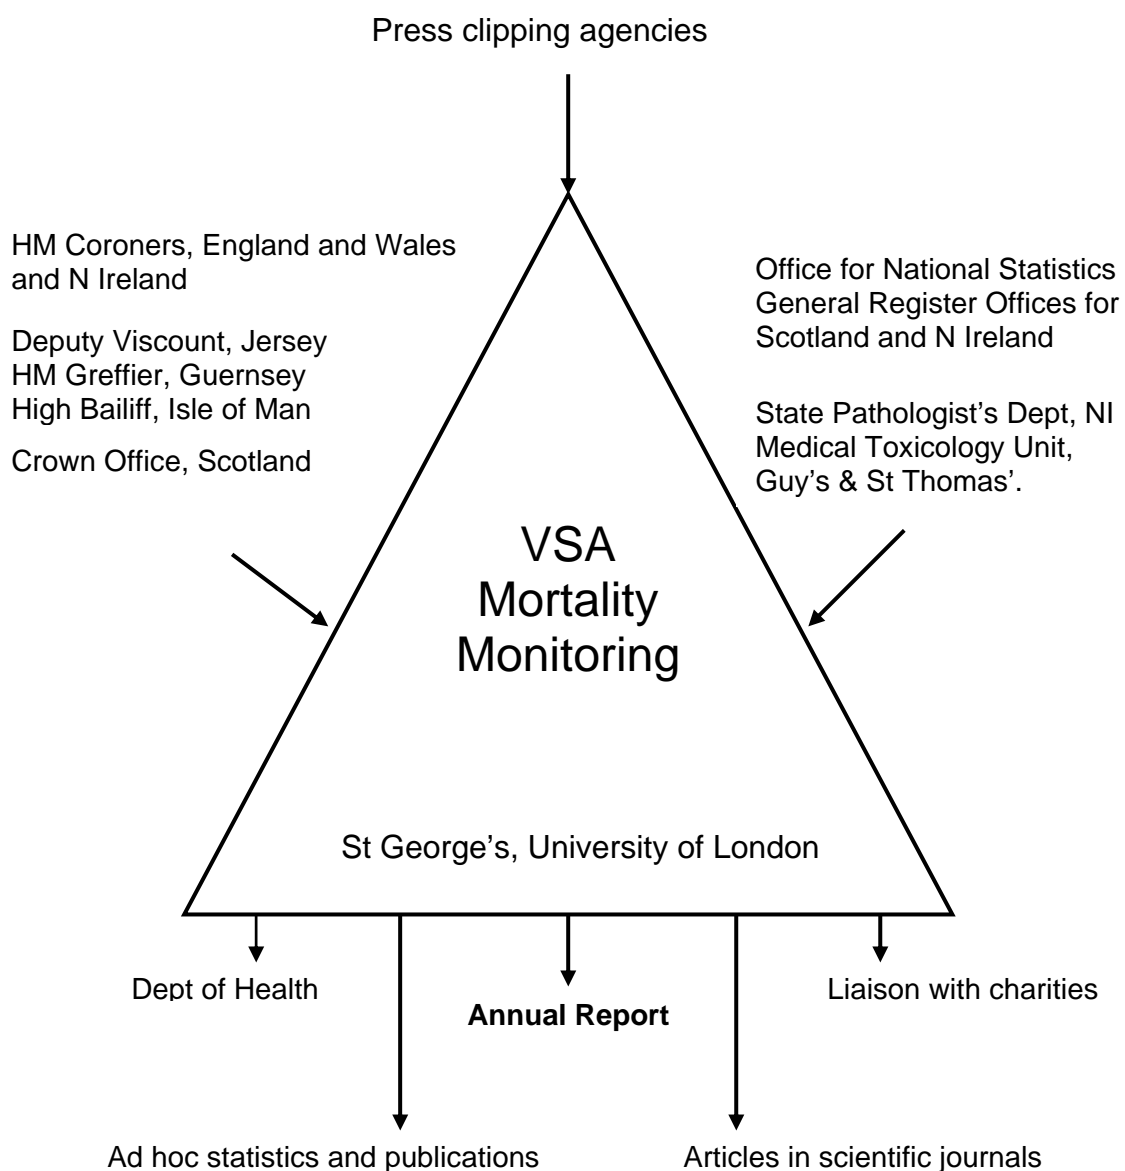 Press clipping agencies
HM Coroners, England and Wales
and N Ireland
Deputy Viscount, Jersey
HM Greffier, Guernsey
High Bailiff, Isle of Man
Crown Office, Scotland
Office for National Statistics
General Register Offices for
Scotland and N Ireland
State Pathologist’s Dept, NI
Medical Toxicology Unit,
Guy’s & St Thomas’.
VSA
Mortality
Monitoring
St George’s, University of London
Dept of Health
Annual Report
Liaison with charities
Ad hoc statistics and publications
Articles in scientific journals